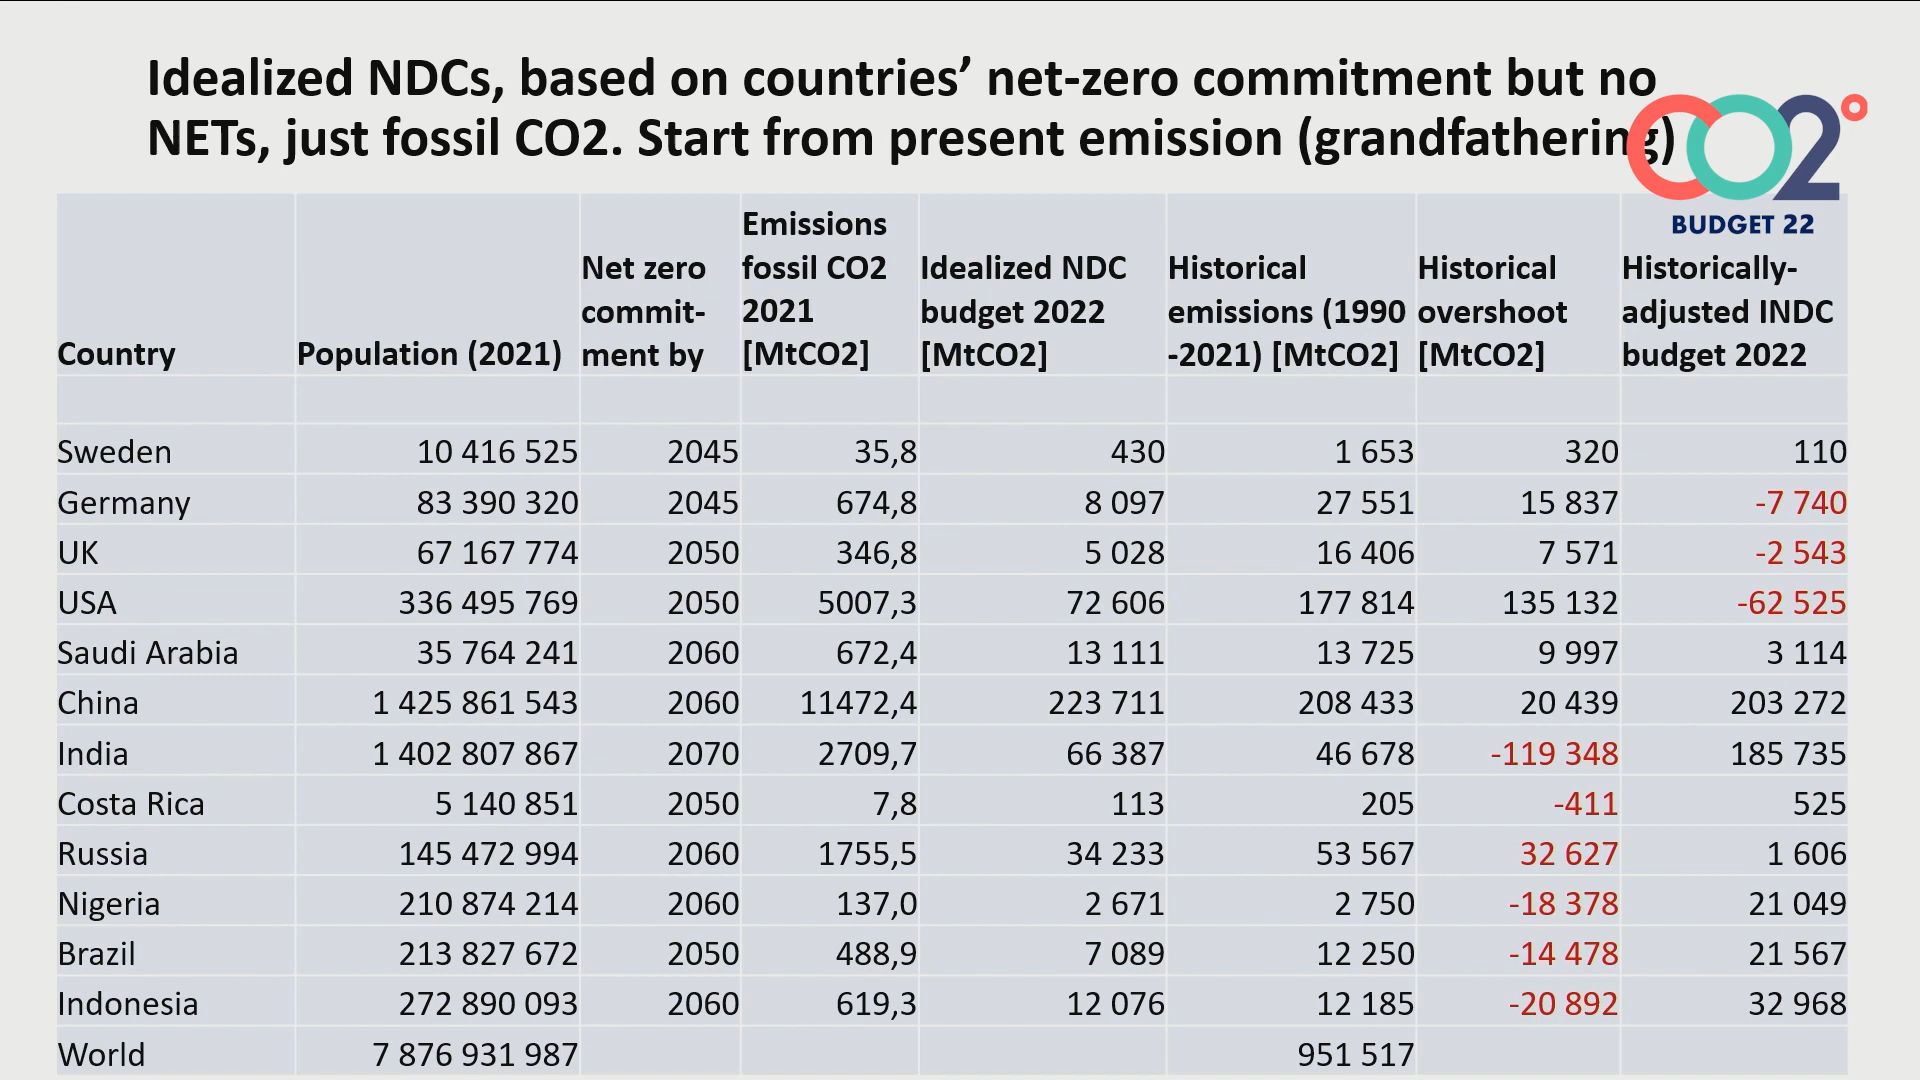 Idealized NDCs, based on countries’ net-zero commitment but no
NETs, just fossil CO2. Start from present emission (grandfathering)
CO2°
BUDGET 22
Country Population (2021) Net zero commit-ment by Emissions fossil CO2 2021 [MtCO2] Idealized NDC budget 2022 [MtCO2] Historical emissions (1990 -2021) [MtCO2] Historical overshoot [MtCO2] Historically-adjusted INDC budget 2022
Sweden 10 416 525 2045 35,8 430 1 653 320 110
Germany 83 390 320 2045 674,8 8 097 27 551 15 837 -7 740
UK 67 167 774 2050 346,8 5 028 16 406 7 571 -2 543
USA 336 495 769 2050 5007,3 72 606 177 814 135 132 -62 525
Saudi Arabia 35 764 241 2060 672,4 13 111 13 725 9 997 3 114
China 1 425 861 543 2060 11472,4 223 711 208 433 20 439 203 272
India 1 402 807 867 2070 2709,7 66 387 46 678 -119 348 185 735
Costa Rica 5 140 851 2050 7,8 113 205 -411 525
Russia 145 472 994 2060 1755,5 34 233 53 567 32 627 1 606
Nigeria 210 874 214 2060 137,0 2 671 2 750 -18 378 21 049
Brazil 213 827 672 2050 488,9 7 089 12 250 -14 478 21 567
Indonesia 272 890 093 2060 619,3 12 076 12 185 -20 892 32 968
World 7 876 931 987 951 517